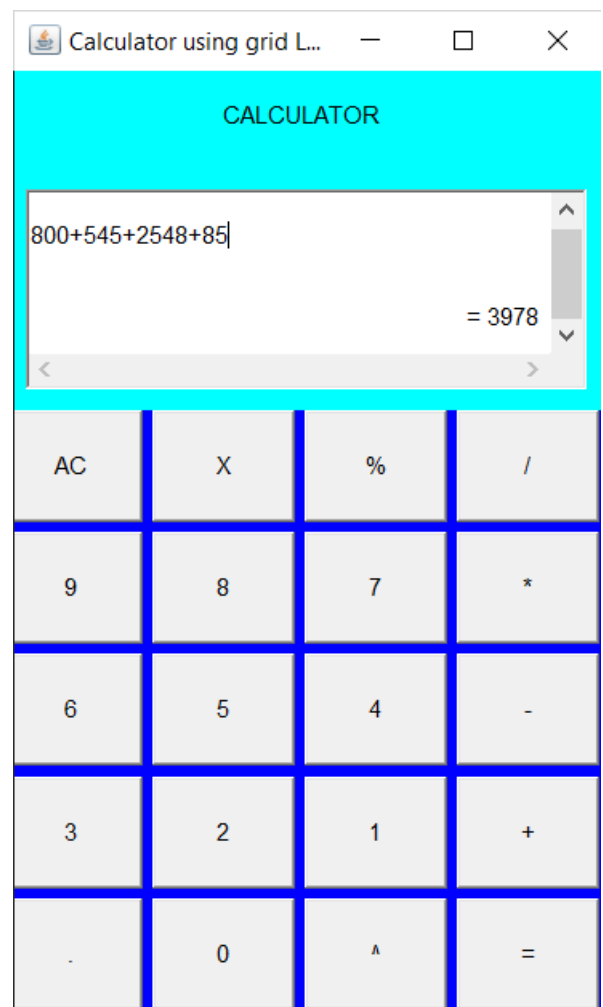 Calculator using grid L...
CALCULATOR
800+545+2548+85
= 3978
AC X % /
9 8 7 *
6 5 4 -
3 2 1 +
. 0 ^ =